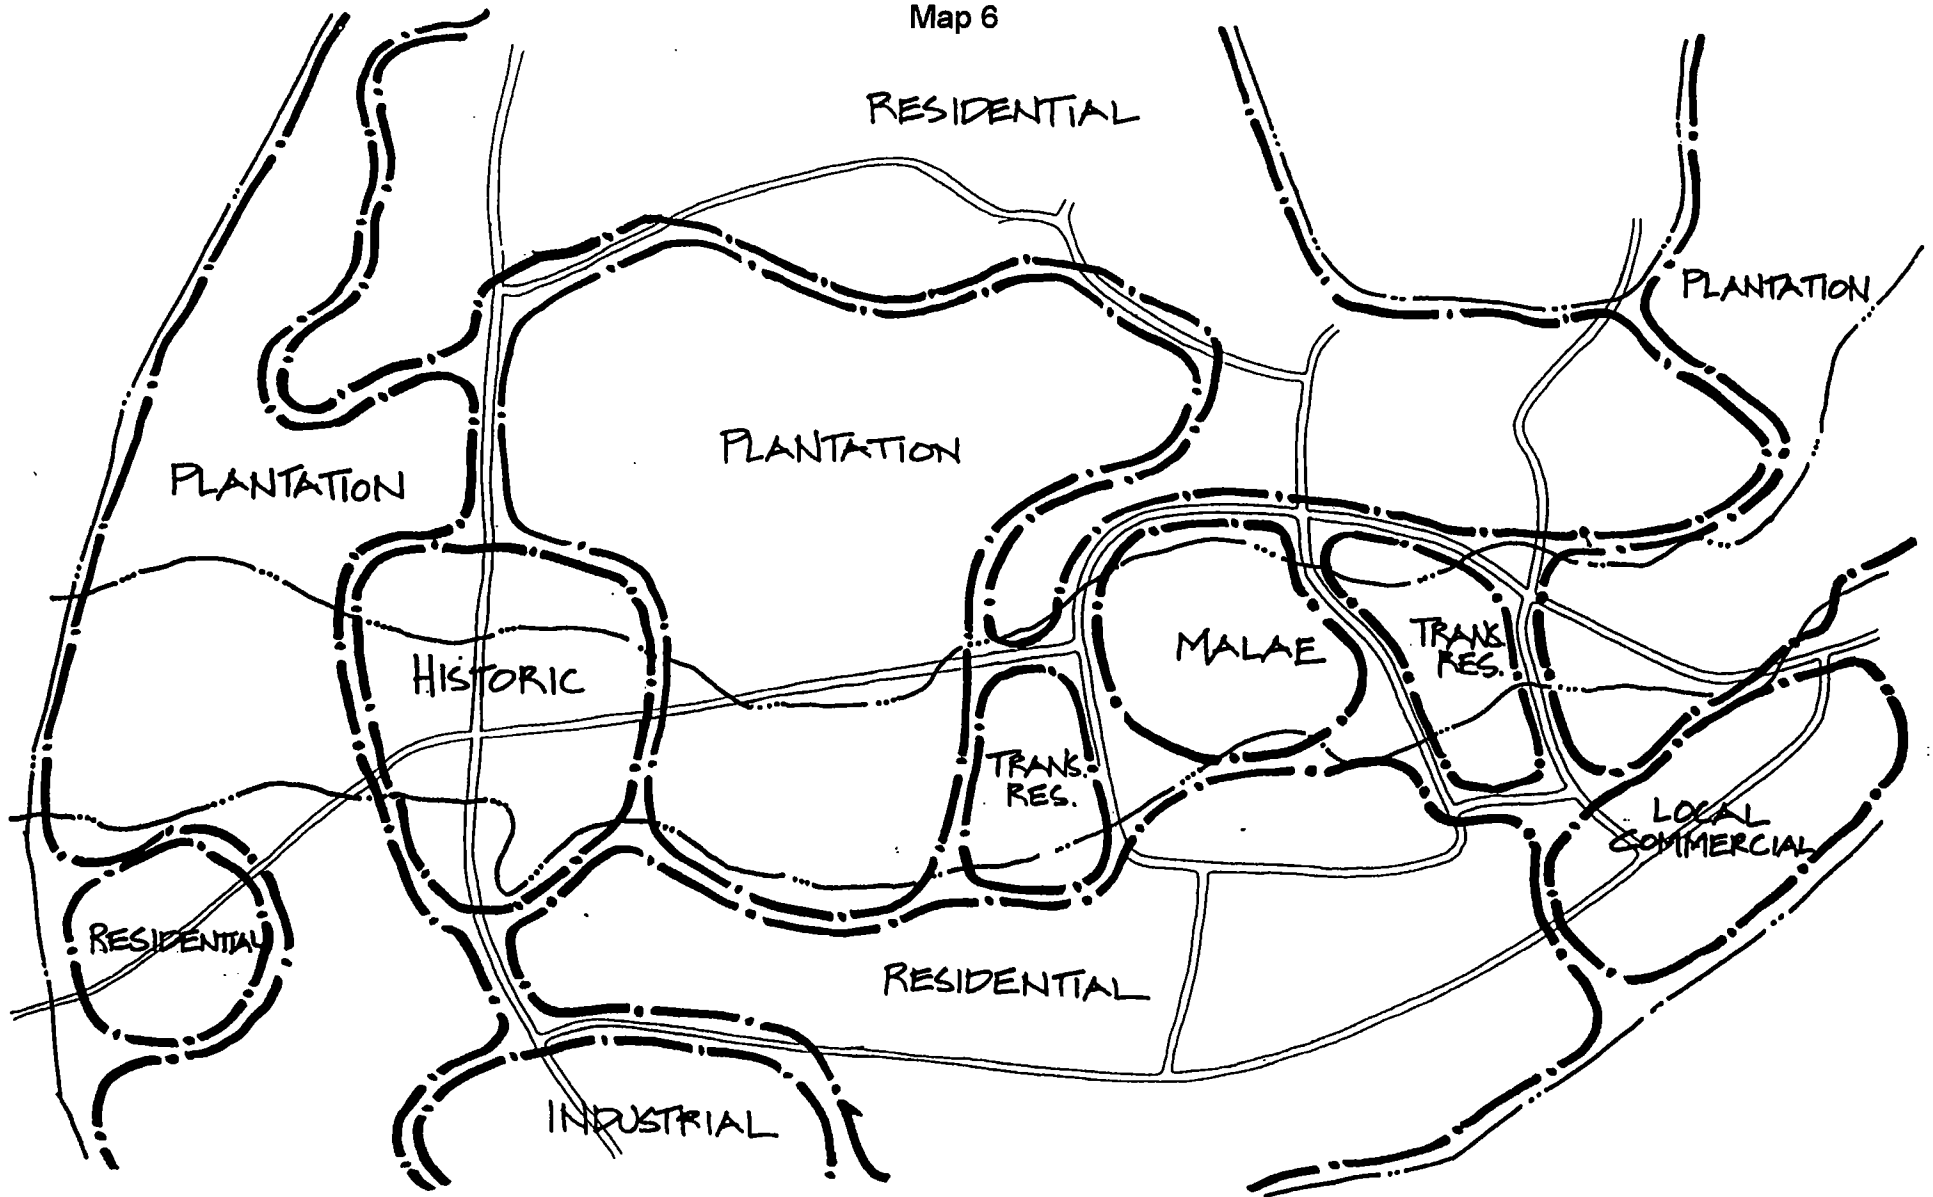 Map 6
RESIDENTIAL
PLANTATION
PLANTATION
PLANTATION
HISTORIC
MALAE
TRANS.
RES.
TRANS.
RES.
LOCAL
COMMERCIAL
RESIDENTIAL
RESIDENTIAL
INDUSTRIAL